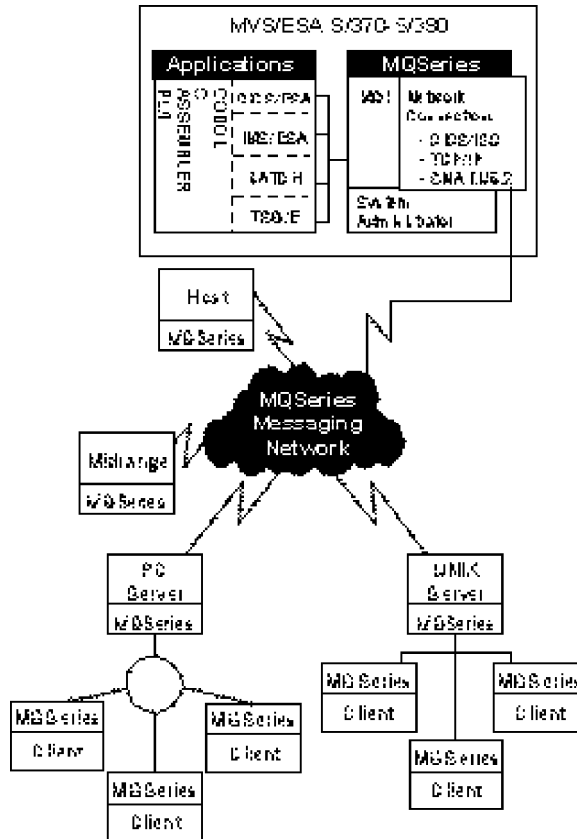 MVS/ESA S/370-S/390
Applications
COBOL
C
ASSEMBLER
PL/I
CICS/ESA
IMS/ESA
BATCH
TSO/E
MQSeries
Network
Connection
- CICS/ISC
- TCP/IP
- SNA LU6.2
System
Administrator
Host
MQSeries
MQSeries
Messaging
Network
Midrange
MQSeries
PC
Server
MQSeries
UNIX
Server
MQSeries
MQSeries
Client
MQSeries
Client
MQSeries
Client
MQSeries
Client
MQSeries
Client
MQSeries
Client